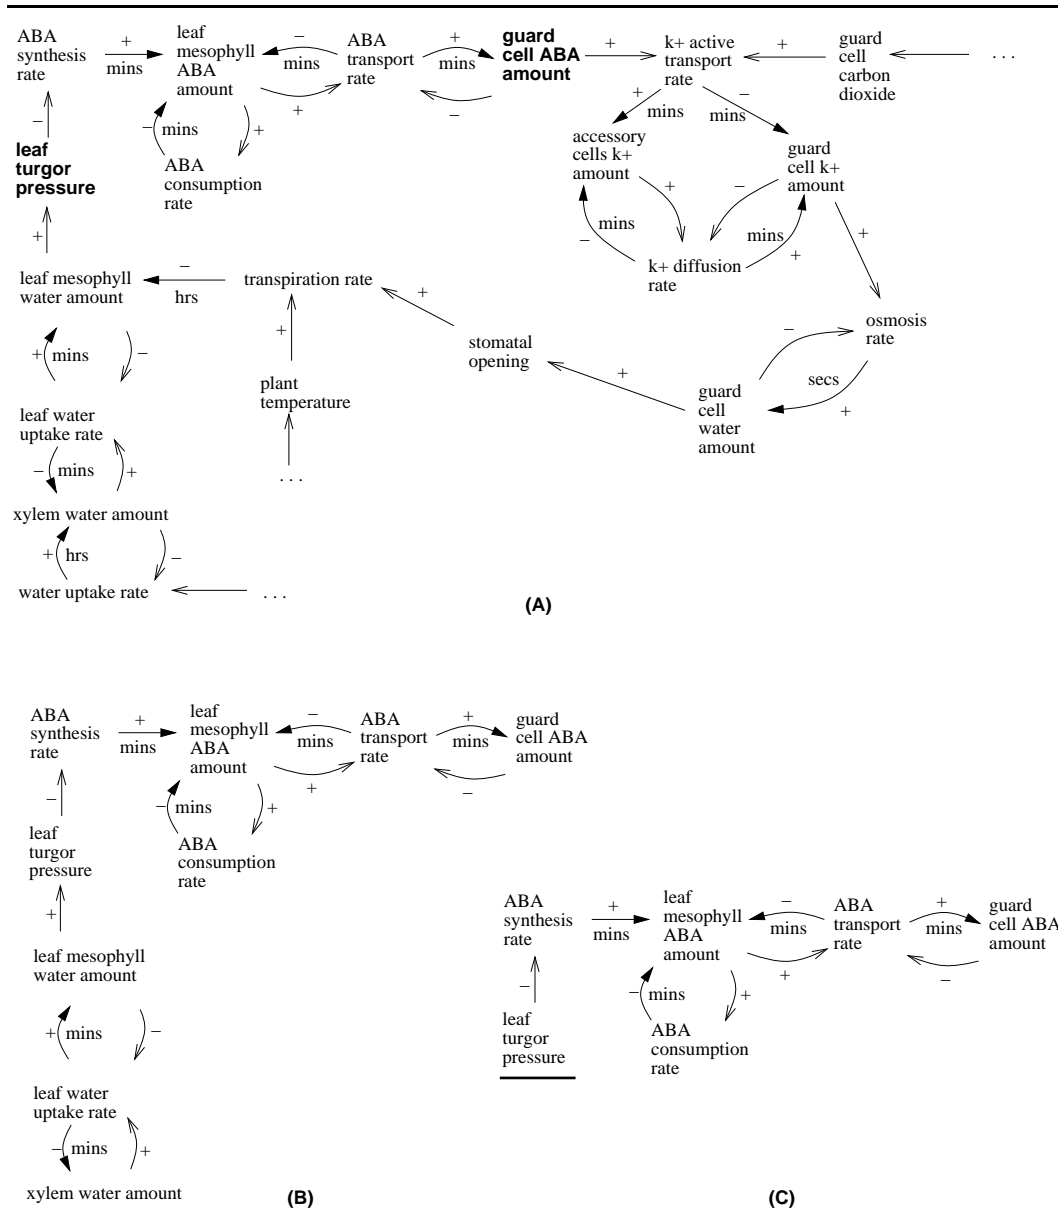 ABA
synthesis
rate
+
mins
leaf
mesophyll
ABA
amount
−
mins
+
ABA
transport
rate
+
mins
−
guard
cell ABA
amount
+
k+ active
transport
rate
+
guard
cell
carbon
dioxide
. . .
−
mins
+
ABA
consumption
rate
−
leaf
turgor
pressure
+
+
mins
−
mins
accessory
cells k+
amount
guard
cell k+
amount
+
−
mins
−
mins
+
k+ diffusion
rate
+
leaf mesophyll
water amount
−
hrs
transpiration rate
+
+
stomatal
opening
+
−
osmosis
rate
secs
+
guard
cell
water
amount
plant
temperature
. . .
+
mins
−
leaf water
uptake rate
−
mins
+
xylem water amount
+
hrs
−
water uptake rate
. . .
(A)
ABA
synthesis
rate
+
mins
leaf
mesophyll
ABA
amount
−
mins
+
ABA
transport
rate
+
mins
−
guard
cell ABA
amount
−
−
mins
+
ABA
consumption
rate
leaf
turgor
pressure
+
leaf mesophyll
water amount
+
mins
−
leaf water
uptake rate
−
mins
+
xylem water amount
(B)
ABA
synthesis
rate
+
mins
leaf
mesophyll
ABA
amount
−
mins
+
ABA
transport
rate
+
mins
−
guard
cell ABA
amount
−
−
mins
+
leaf
turgor
pressure
ABA
consumption
rate
(C)